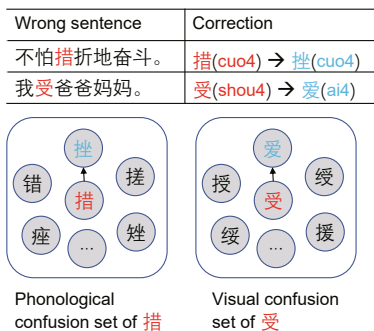 Wrong sentence Correction
不怕措折地奋斗。 措(cuo4) → 挫(cuo4)
我受爸爸妈妈。 受(shou4) → 爱(ai4)
挫
错 搓
措
痤 矬
...
爱
授 绶
受
绥 援
...
Phonological
confusion set of 措
Visual confusion
set of 受